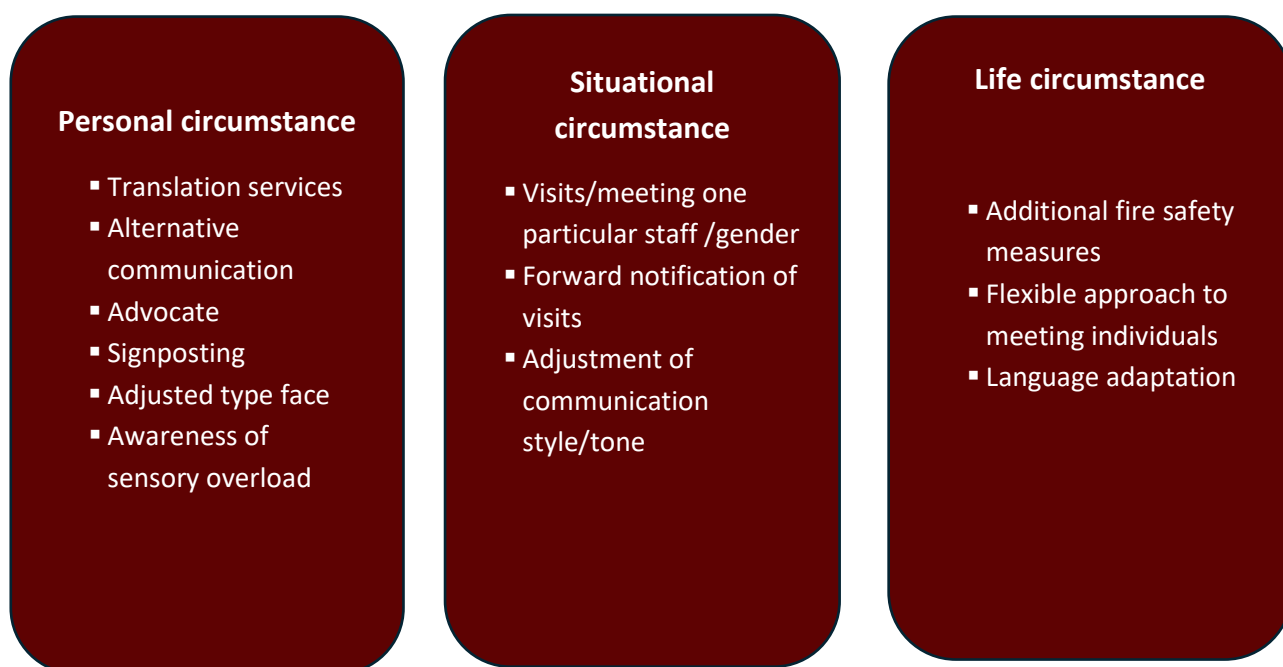 Personal circumstance
▪ Translation services
▪ Alternative
communication
▪ Advocate
▪ Signposting
▪ Adjusted type face
▪ Awareness of
sensory overload
Situational
circumstance
▪ Visits/meeting one
particular staff /gender
▪ Forward notification of
visits
▪ Adjustment of
communication
style/tone
Life circumstance
▪ Additional fire safety
measures
▪ Flexible approach to
meeting individuals
▪ Language adaptation